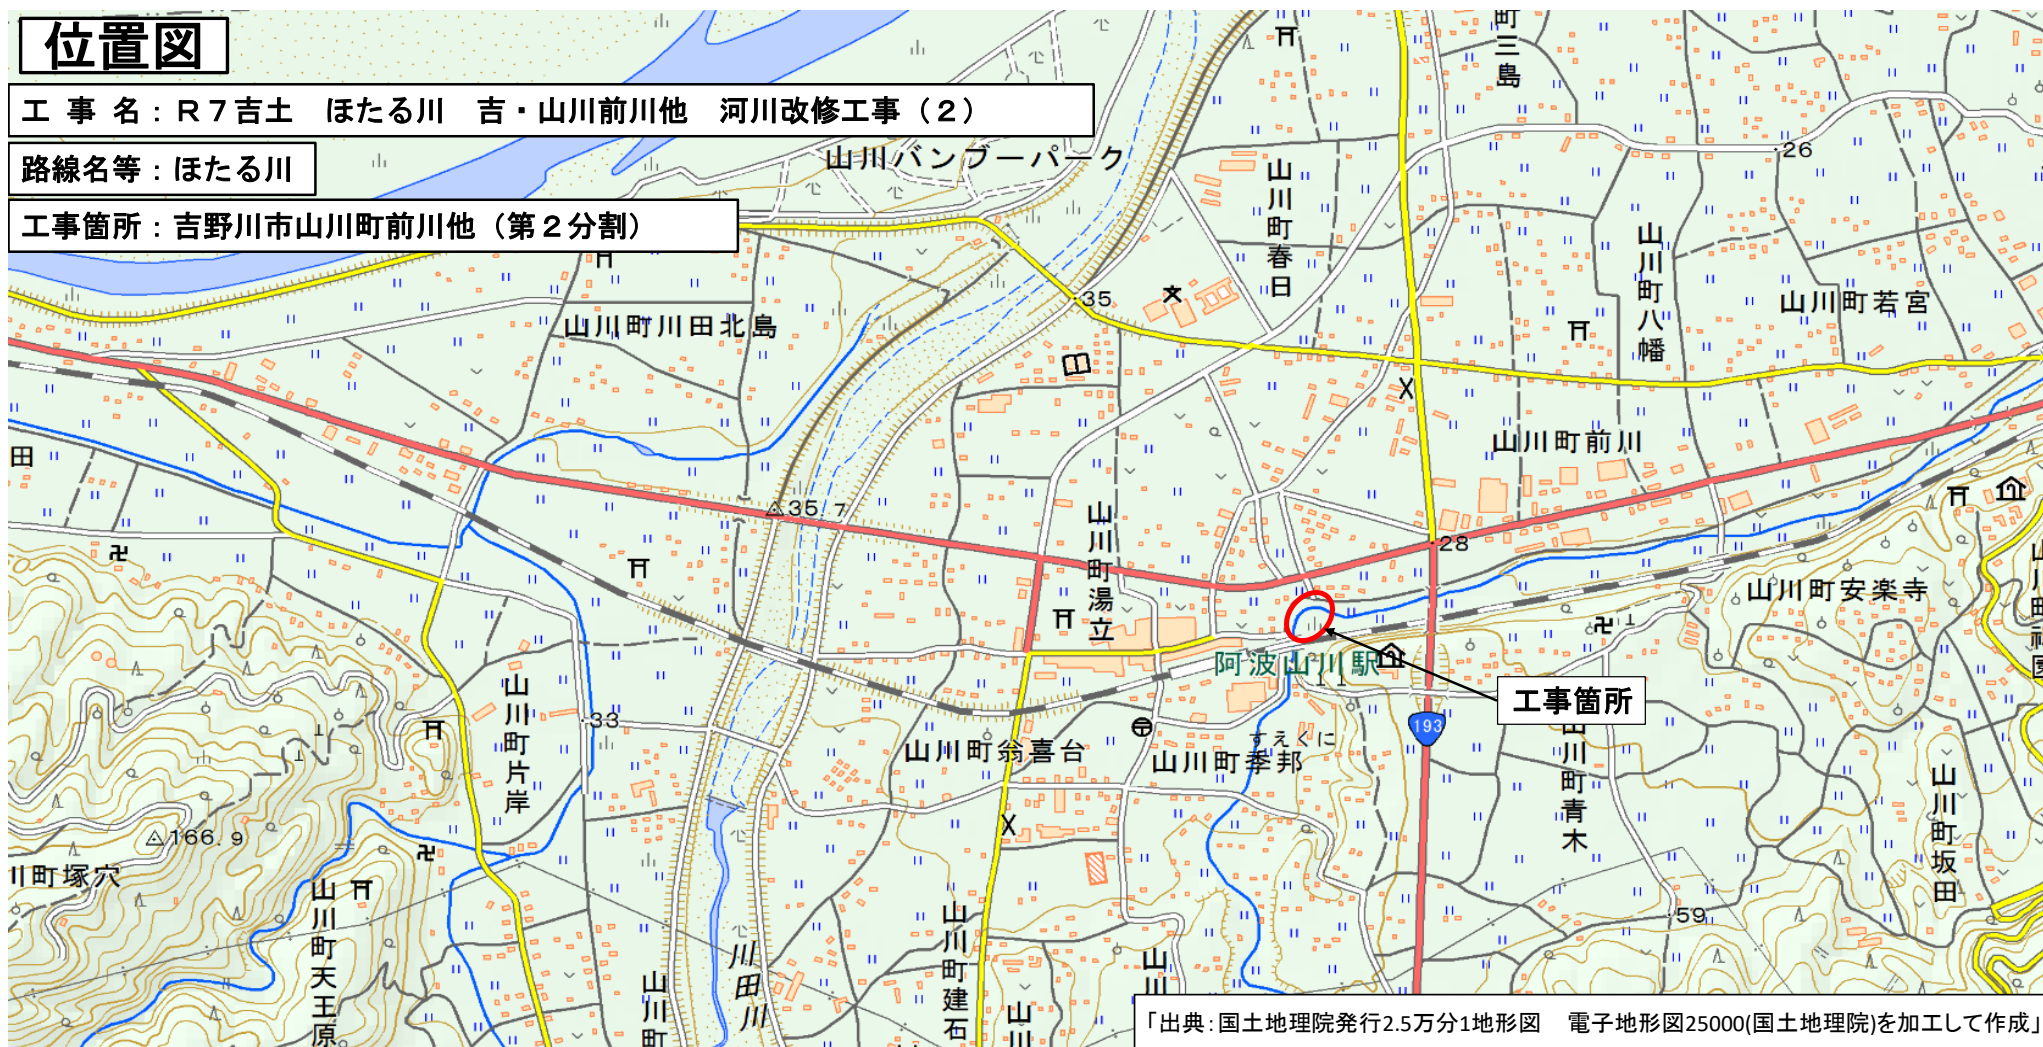 位置図
工 事 名：Ｒ７吉土　ほたる川　吉・山川前川他　河川改修工事（２）
路線名等：ほたる川
工事箇所：吉野川市山川町前川他（第２分割）
山川バンブーパーク
町三島
26
山川町春日
山川町八幡
山川町若宮
35
山川町川田北島
山川町前川
田
35.7
山川町湯立
28
山川町安楽寺
阿波山川駅
工事箇所
193
山川町片岸
33
山川町翁喜台
すえくに
山川町季邦
山川町青木
山川町坂田
166.9
川町塚穴
山川町天王原
59
川田川
山川町建石
山川町
山川
山川
「出典：国土地理院発行2.5万分1地形図　電子地形図25000(国土地理院)を加工して作成」